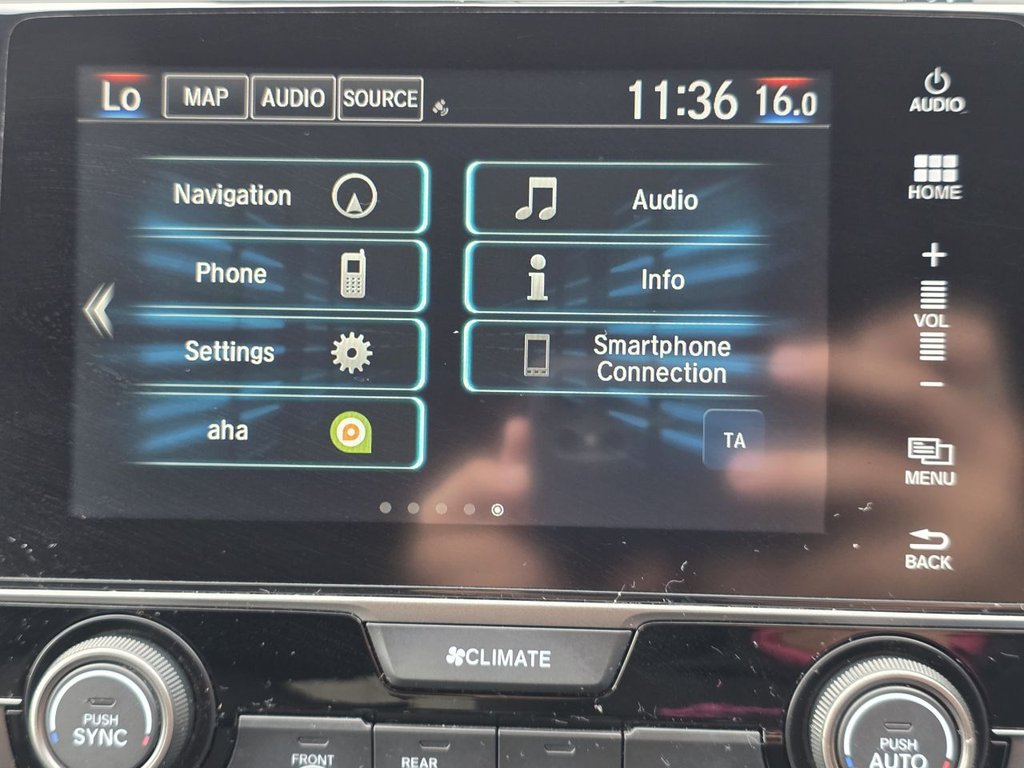 Lo MAP AUDIO SOURCE 11:36 16.0
AUDIO
HOME
Navigation Audio
Phone Info
Settings Smartphone
Connection
aha TA
+
VOL
-
MENU
BACK
CLIMATE
PUSH
SYNC
FRONT
REAR
PUSH
AUTO